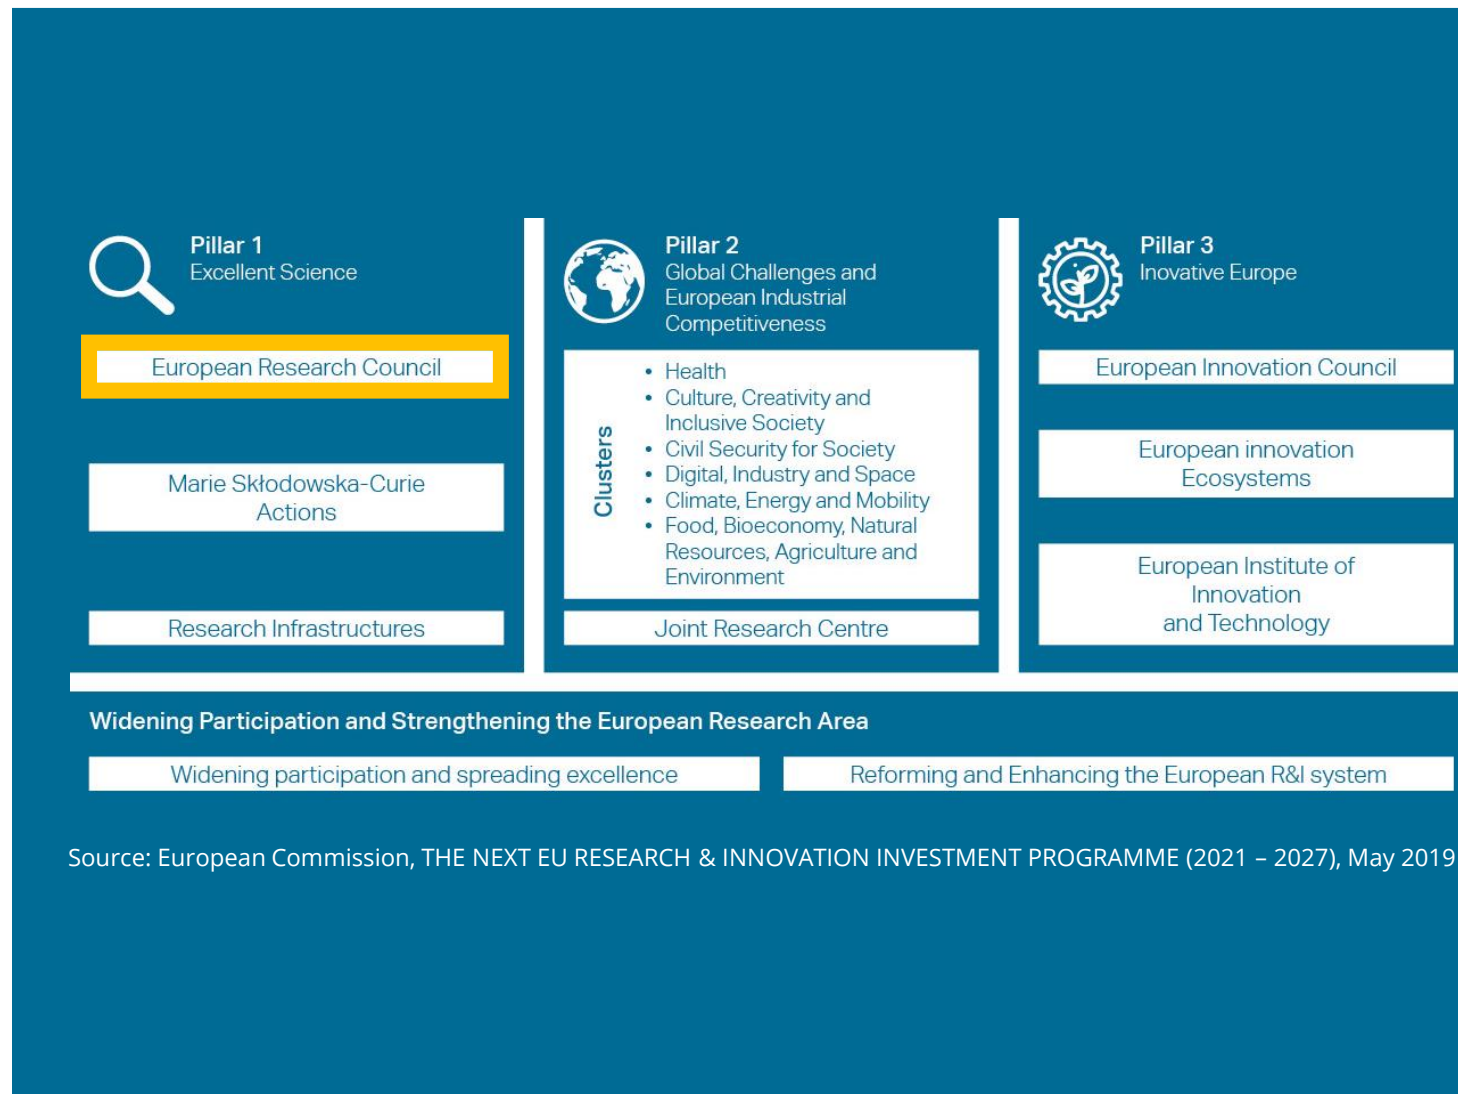 Pillar 1
Excellent Science
European Research Council
Marie Skłodowska-Curie
Actions
Research Infrastructures
Pillar 2
Global Challenges and
European Industrial
Competitiveness
Clusters
• Health
• Culture, Creativity and
Inclusive Society
• Civil Security for Society
• Digital, Industry and Space
• Climate, Energy and Mobility
• Food, Bioeconomy, Natural
Resources, Agriculture and
Environment
Joint Research Centre
Pillar 3
Inovative Europe
European Innovation Council
European innovation
Ecosystems
European Institute of
Innovation
and Technology
Widening Participation and Strengthening the European Research Area
Widening participation and spreading excellence
Reforming and Enhancing the European R&I system
Source: European Commission, THE NEXT EU RESEARCH & INNOVATION INVESTMENT PROGRAMME (2021 – 2027), May 2019